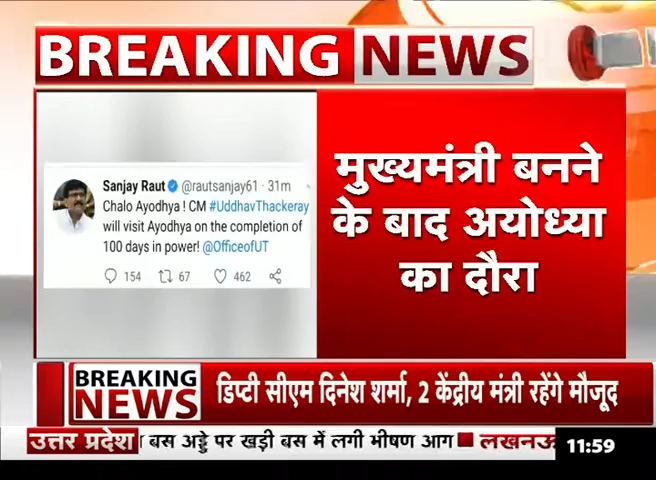 BREAKING NEWS
Sanjay Raut @rautsanjay61 · 31m
Chalo Ayodhya ! CM #UddhavThackeray
will visit Ayodhya on the completion of
100 days in power! @OfficeofUT
154 67 462
मुख्यमंत्री बनने
के बाद अयोध्या
का दौरा
BREAKING
NEWS
डिप्टी सीएम दिनेश शर्मा, 2 केंद्रीय मंत्री रहेंगे मौजूद
उत्तर प्रदेश बस अड्डे पर खड़ी बस में लगी भीषण आग लखनऊ 11:59